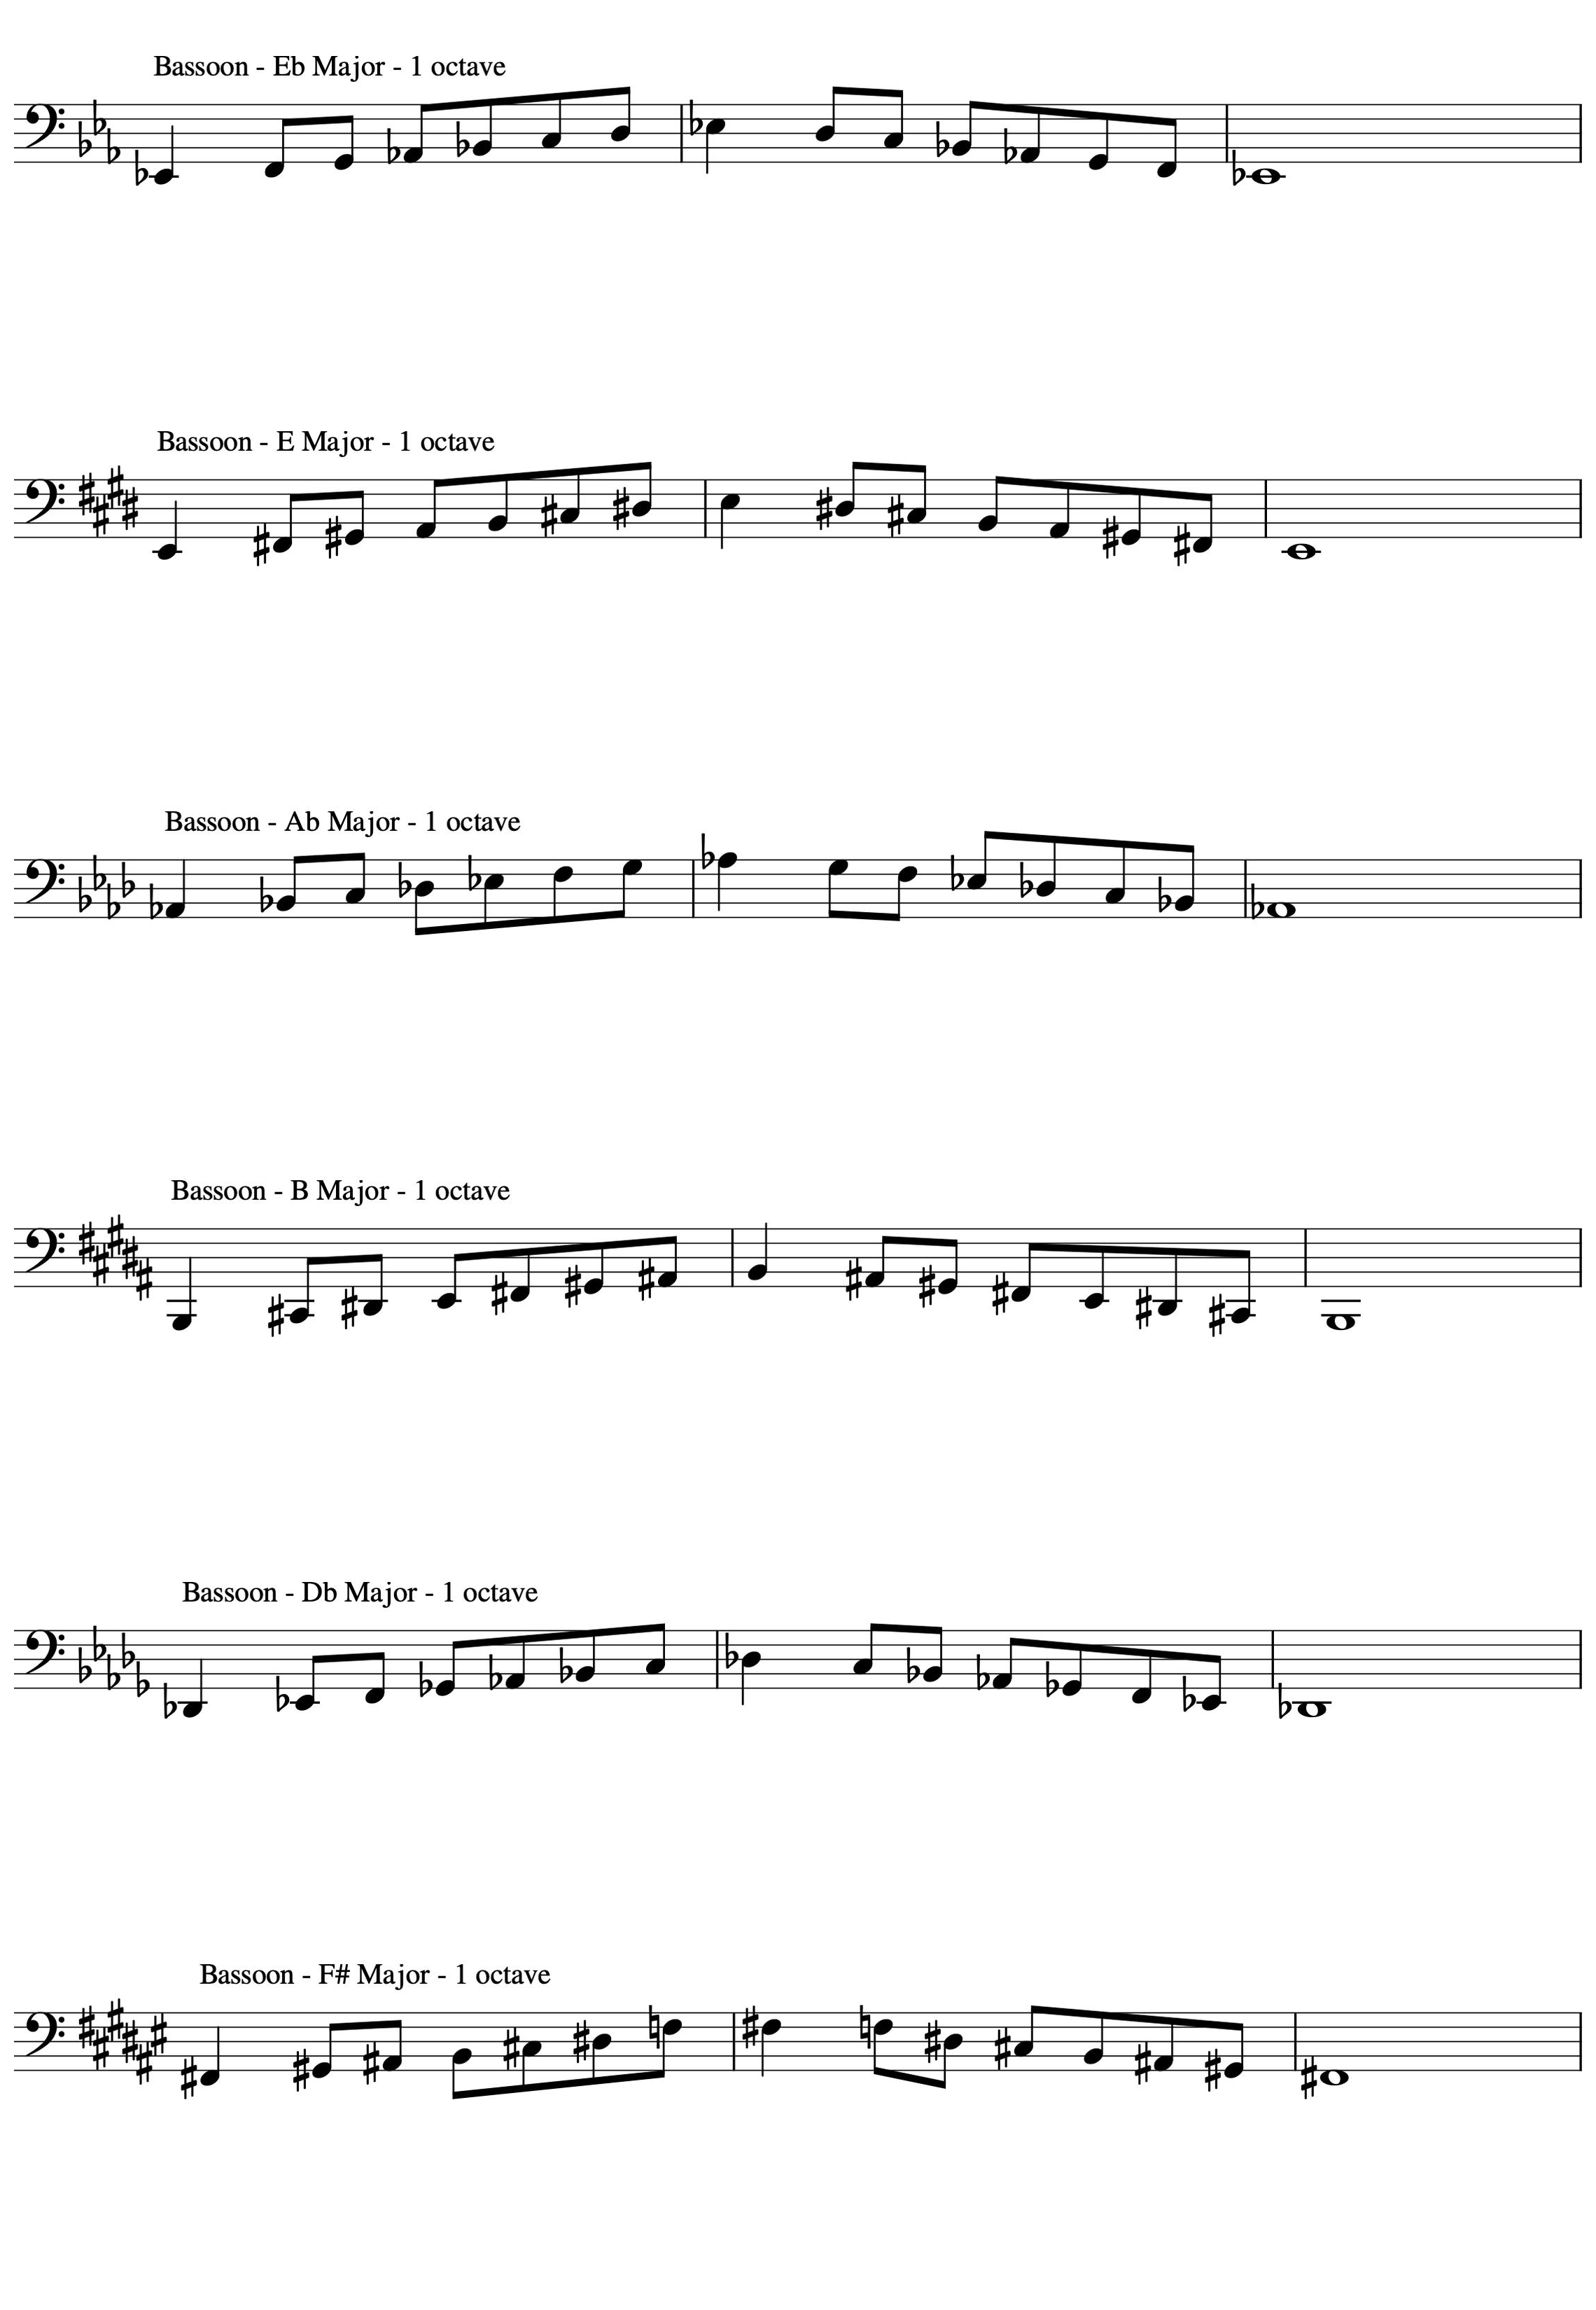 Bassoon - Eb Major - 1 octave
Bassoon - E Major - 1 octave
Bassoon - Ab Major - 1 octave
Bassoon - B Major - 1 octave
Bassoon - Db Major - 1 octave
Bassoon - F# Major - 1 octave